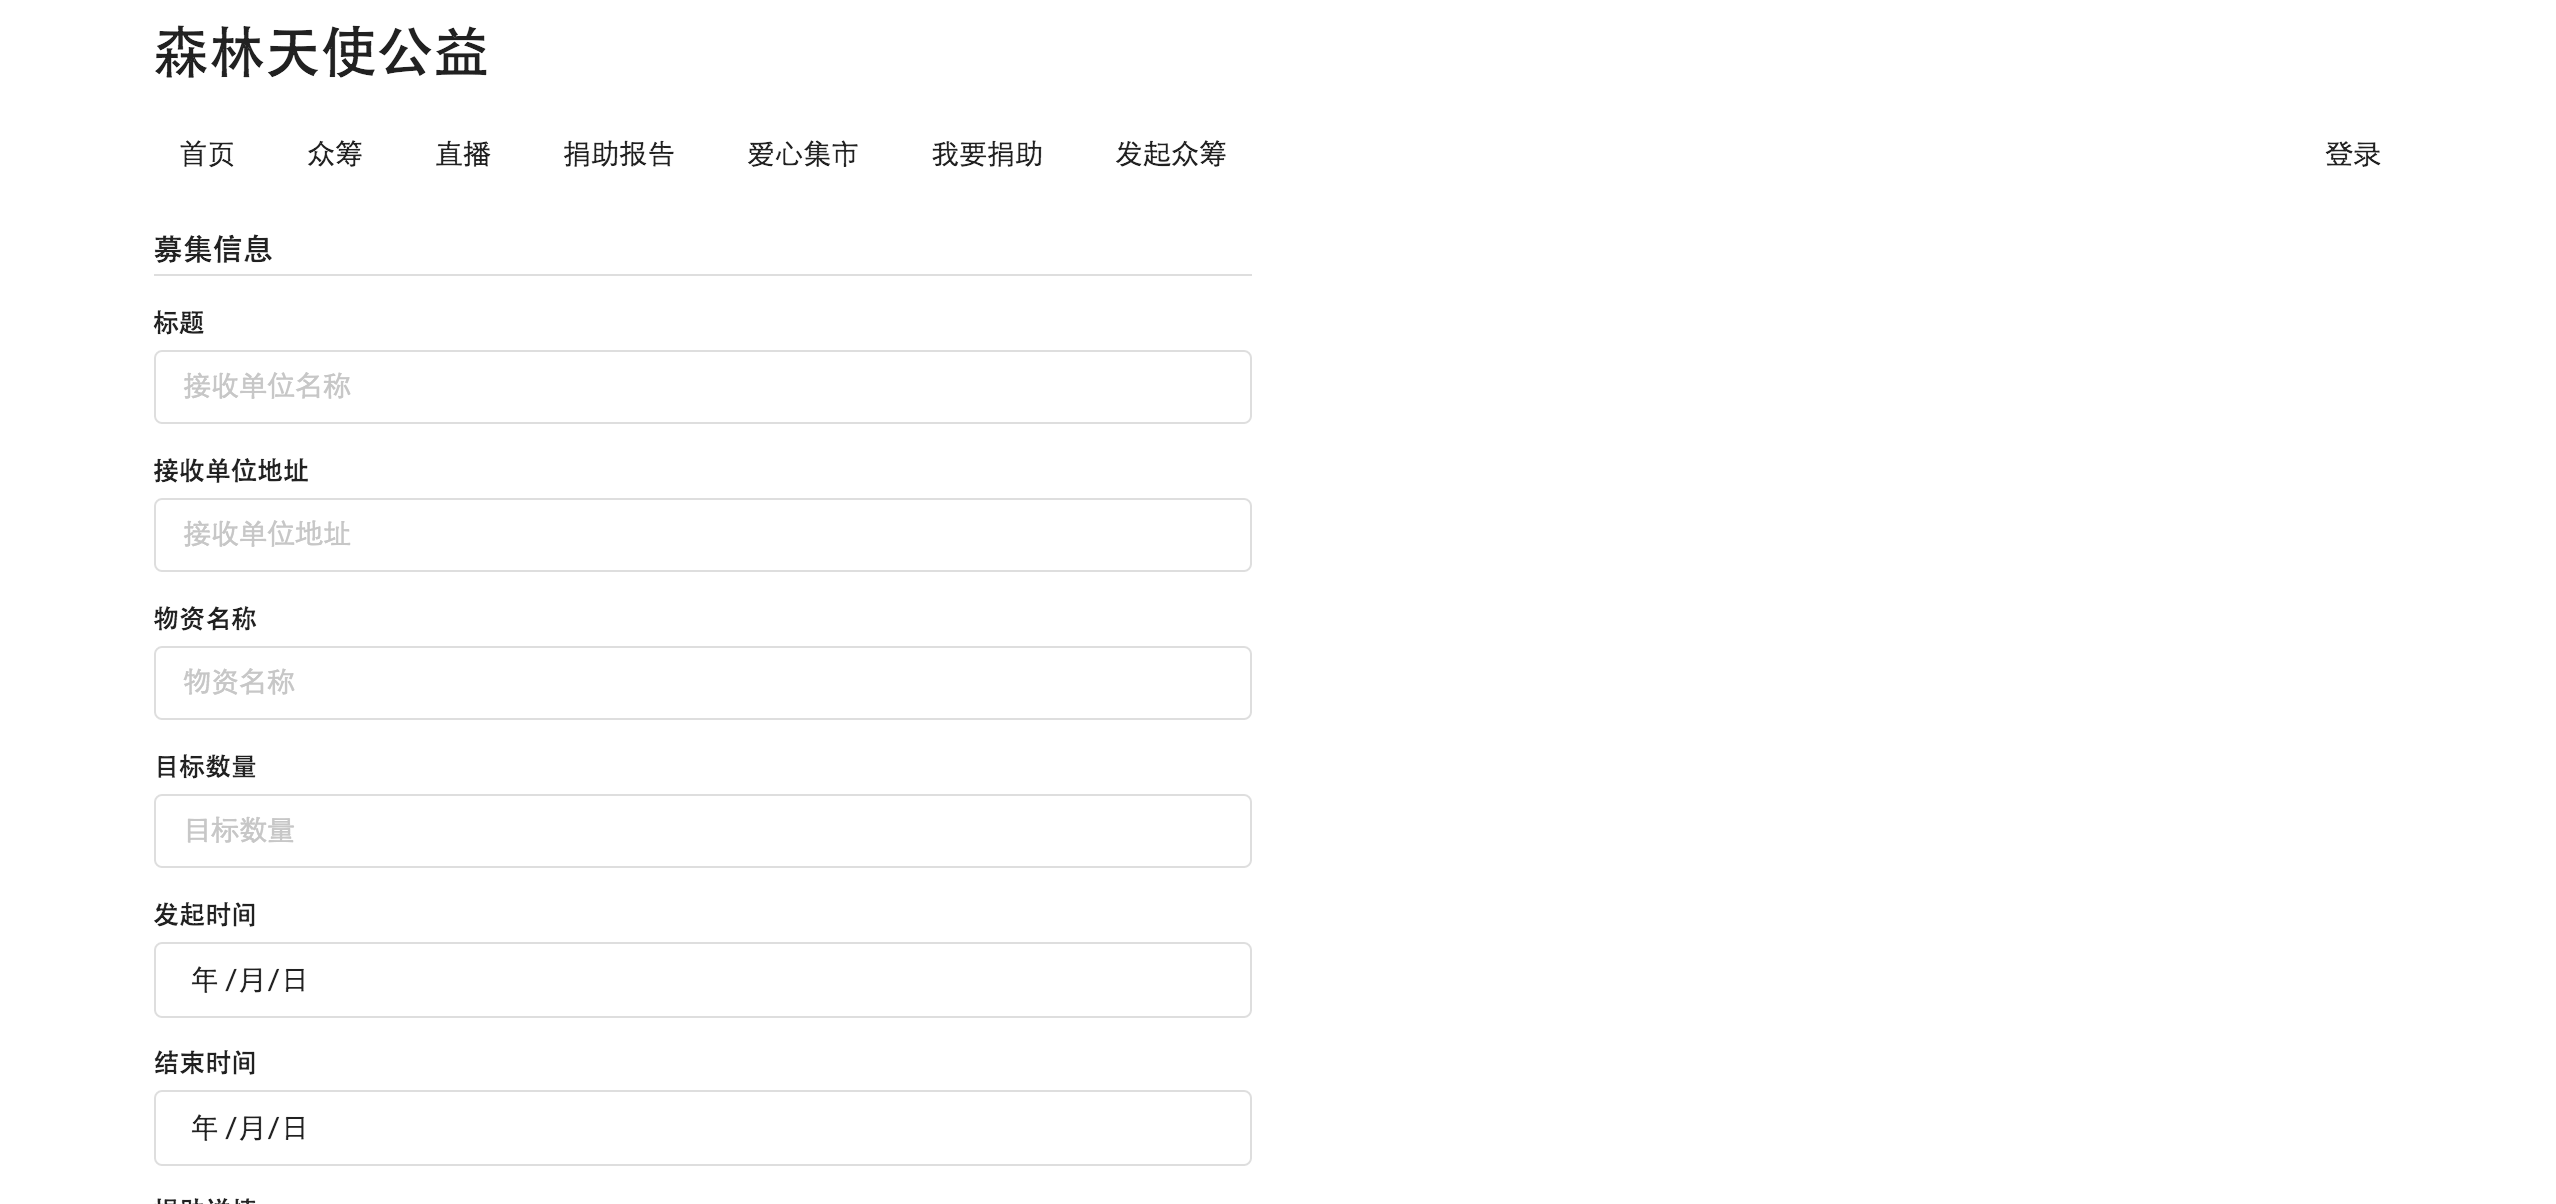 森林天使公益
首页 众筹 直播 捐助报告 爱心集市 我要捐助 发起众筹 登录
募集信息
标题
接收单位名称
接收单位地址
接收单位地址
物资名称
物资名称
目标数量
目标数量
发起时间
年 /月/日
结束时间
年 /月/日